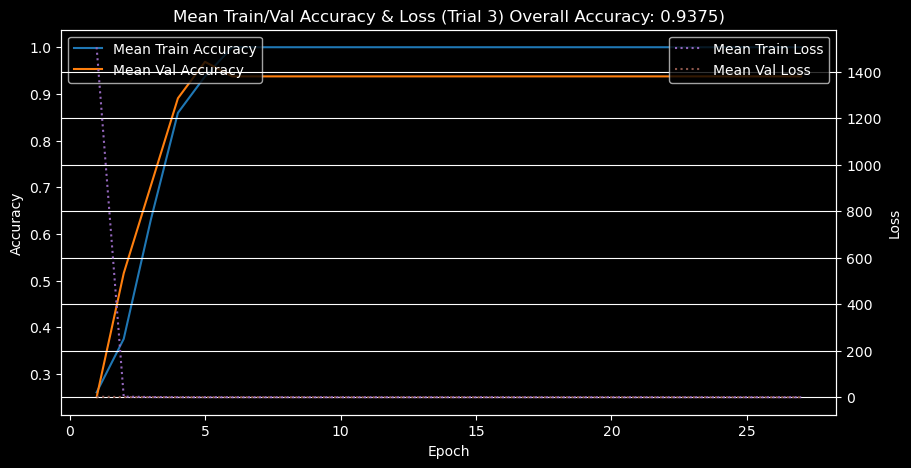 Mean Train/Val Accuracy & Loss (Trial 3) Overall Accuracy: 0.9375)
Mean Train Accuracy
Mean Val Accuracy
Mean Train Loss
Mean Val Loss
1.0
0.9
0.8
0.7
0.6
0.5
0.4
0.3
Accuracy
1400
1200
1000
800
600
400
200
0
Loss
0 5 10 15 20 25
Epoch